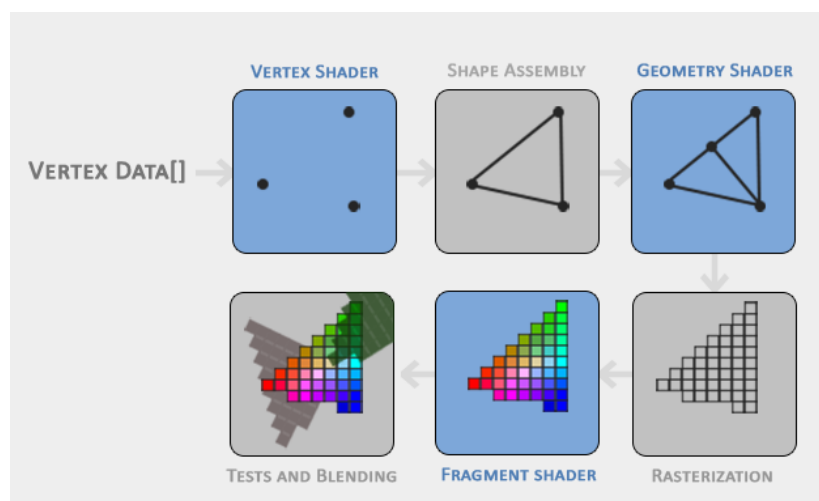 Vertex Shader
Shape Assembly
Geometry Shader
Vertex Data[]
Tests and Blending
Fragment shader
Rasterization